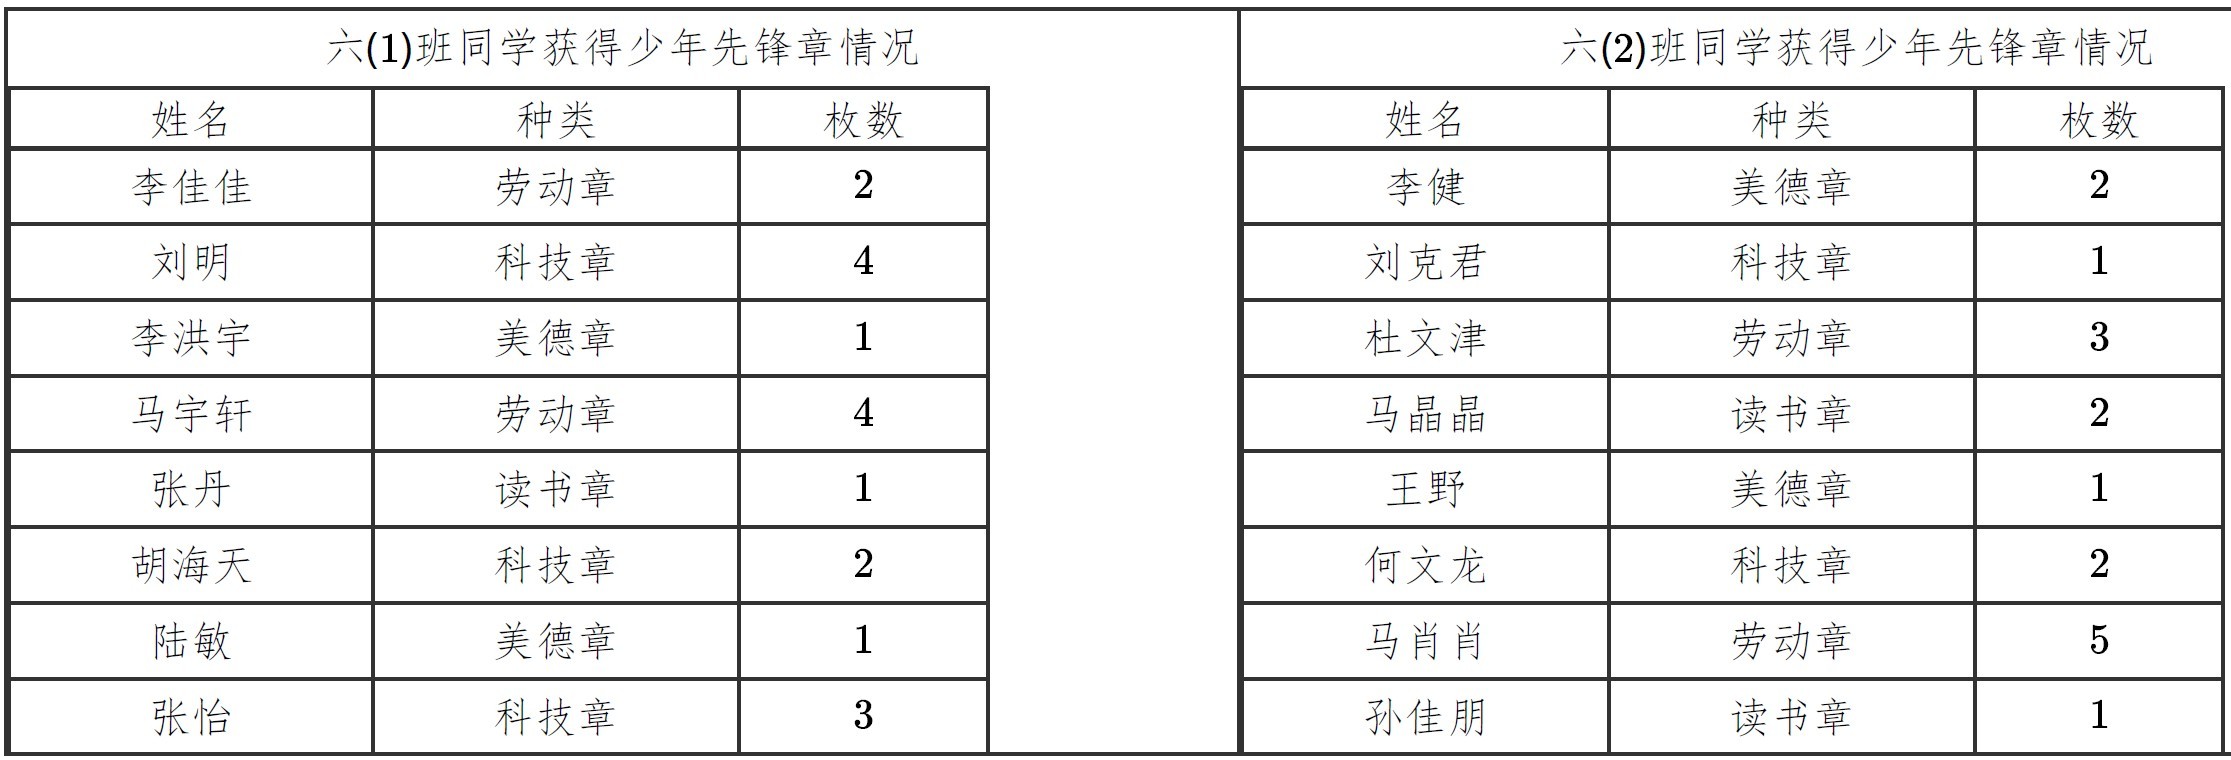 六(1)班同学获得少年先锋章情况
姓名 种类 枚数
李佳佳 劳动章 2
刘明 科技章 4
李洪宇 美德章 1
马宇轩 劳动章 4
张丹 读书章 1
胡海天 科技章 2
陆敏 美德章 1
张怡 科技章 3
六(2)班同学获得少年先锋章情况
姓名 种类 枚数
李健 美德章 2
刘克君 科技章 1
杜文津 劳动章 3
马晶晶 读书章 2
王野 美德章 1
何文龙 科技章 2
马肖肖 劳动章 5
孙佳朋 读书章 1